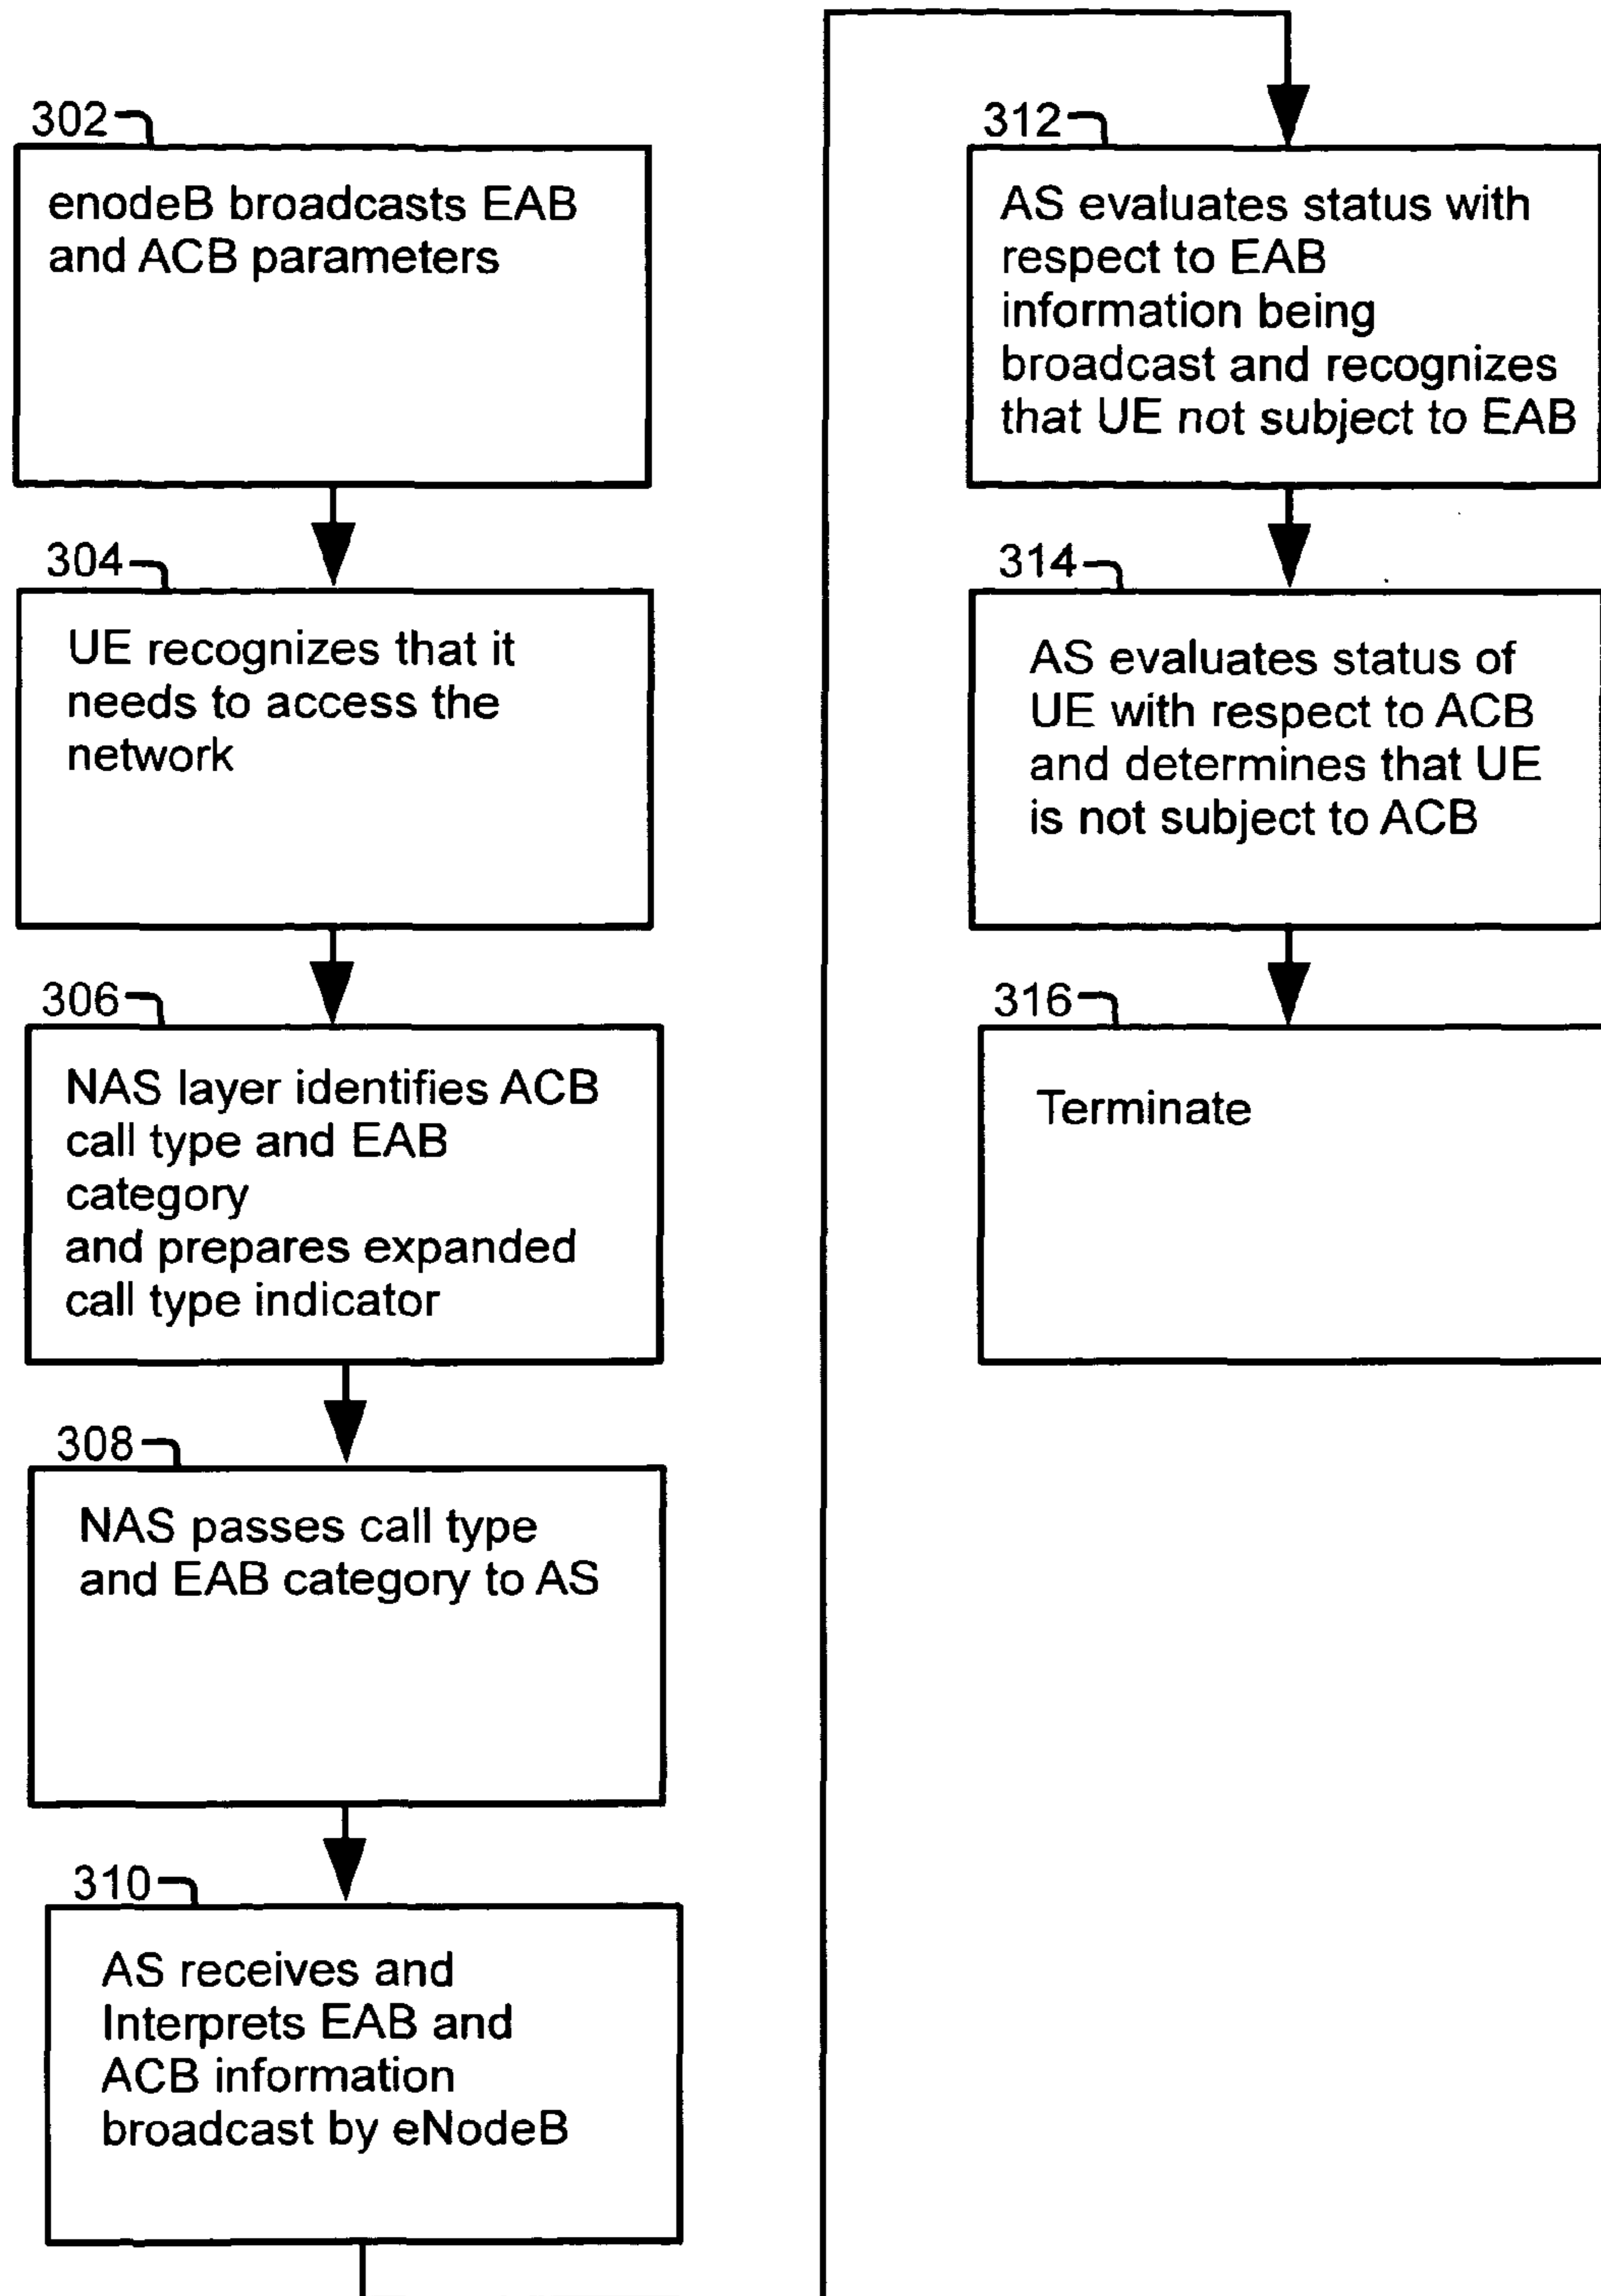 302
enodeB broadcasts EAB
and ACB parameters
304
UE recognizes that it
needs to access the
network
306
NAS layer identifies ACB
call type and EAB
category
and prepares expanded
call type indicator
308
NAS passes call type
and EAB category to AS
310
AS receives and
Interprets EAB and
ACB information
broadcast by eNodeB
312
AS evaluates status with
respect to EAB
information being
broadcast and recognizes
that UE not subject to EAB
314
AS evaluates status of
UE with respect to ACB
and determines that UE
is not subject to ACB
316
Terminate